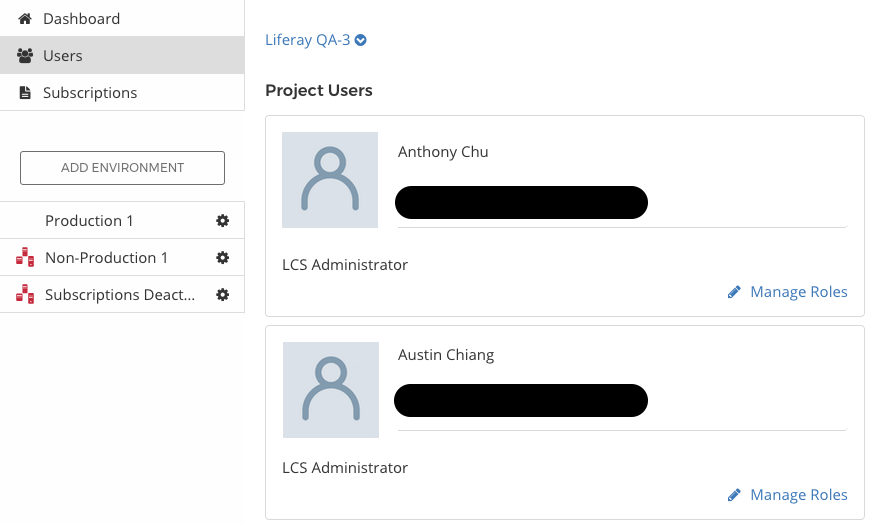 Dashboard
Users
Subscriptions
ADD ENVIRONMENT
Production 1
Non-Production 1
Subscriptions Deact...
Liferay QA-3
Project Users
Anthony Chu
LCS Administrator
Manage Roles
Austin Chiang
LCS Administrator
Manage Roles